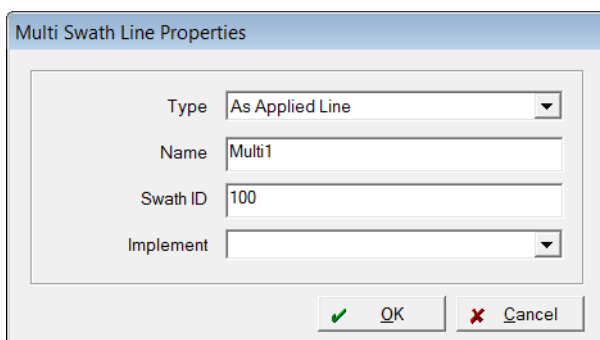 Multi Swath Line Properties
Type As Applied Line
Name Multi1
Swath ID 100
Implement
OK Cancel